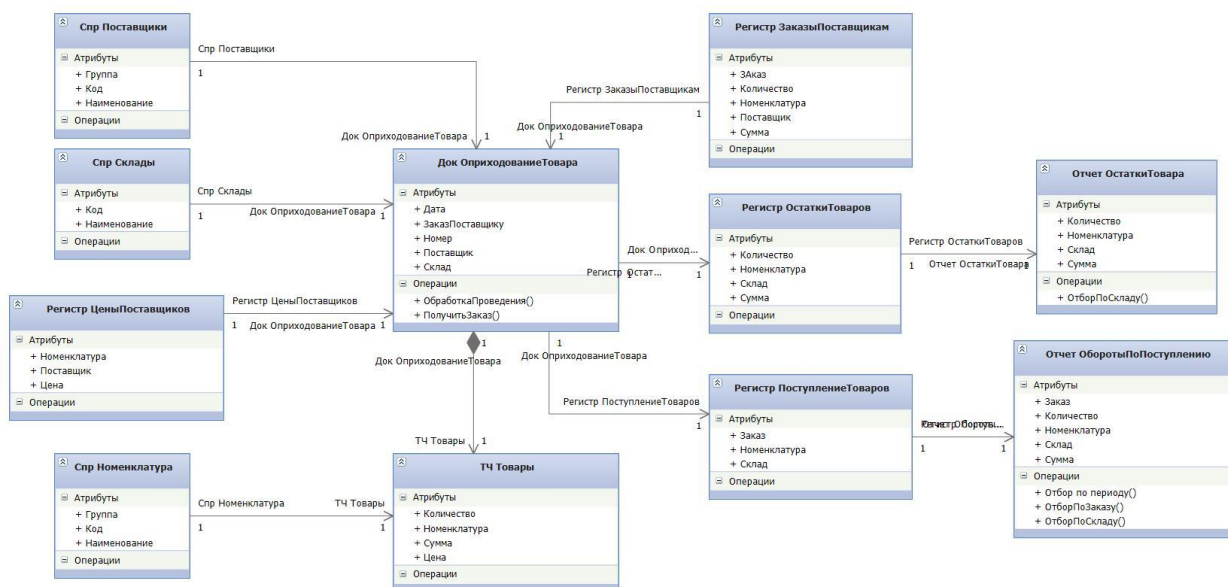 Спр Поставщики
Атрибуты
+ Группа
+ Код
+ Наименование
Операции
Спр Поставщики
1
Док ОприходованиеТовара
1
Регистр ЗаказыПоставщикам
Атрибуты
+ ЗАказ
+ Количество
+ Номенклатура
+ Поставщик
+ Сумма
Операции
Регистр ЗаказыПоставщикам
1
Док ОприходованиеТовара
1
Спр Склады
Атрибуты
+ Код
+ Наименование
Операции
Спр Склады
1
Док ОприходованиеТовара
1
Док ОприходованиеТовара
Атрибуты
+ Дата
+ ЗаказПоставщику
+ Номер
+ Поставщик
+ Склад
Операции
+ ОбработкаПроведения()
+ ПолучитьЗаказ()
Док Оприход...
1
Регистр Остат...
1
Регистр ОстаткиТоваров
Атрибуты
+ Количество
+ Номенклатура
+ Склад
+ Сумма
Операции
Регистр ОстаткиТоваров
1
Отчет ОстаткиТовара
1
Отчет ОстаткиТовара
Атрибуты
+ Количество
+ Номенклатура
+ Склад
+ Сумма
Операции
+ ОтборПоСкладу()
Регистр ЦеныПоставщиков
Атрибуты
+ Номенклатура
+ Поставщик
+ Цена
Операции
Регистр ЦеныПоставщиков
1
Док ОприходованиеТовара
1
1
Док ОприходованиеТовара
1
Док ОприходованиеТовара
Регистр ПоступлениеТоваров
1
ТЧ Товары
1
Регистр ПоступлениеТоваров
Атрибуты
+ Заказ
+ Номенклатура
+ Склад
Операции
1
1
Отчет ОборотыПоПоступлению
Атрибуты
+ Заказ
+ Количество
+ Номенклатура
+ Склад
+ Сумма
Операции
+ Отбор по периоду()
+ ОтборПоЗаказу()
+ ОтборПоСкладу()
Спр Номенклатура
Атрибуты
+ Группа
+ Код
+ Наименование
Операции
Спр Номенклатура
1
ТЧ Товары
1
ТЧ Товары
Атрибуты
+ Количество
+ Номенклатура
+ Сумма
+ Цена
Операции